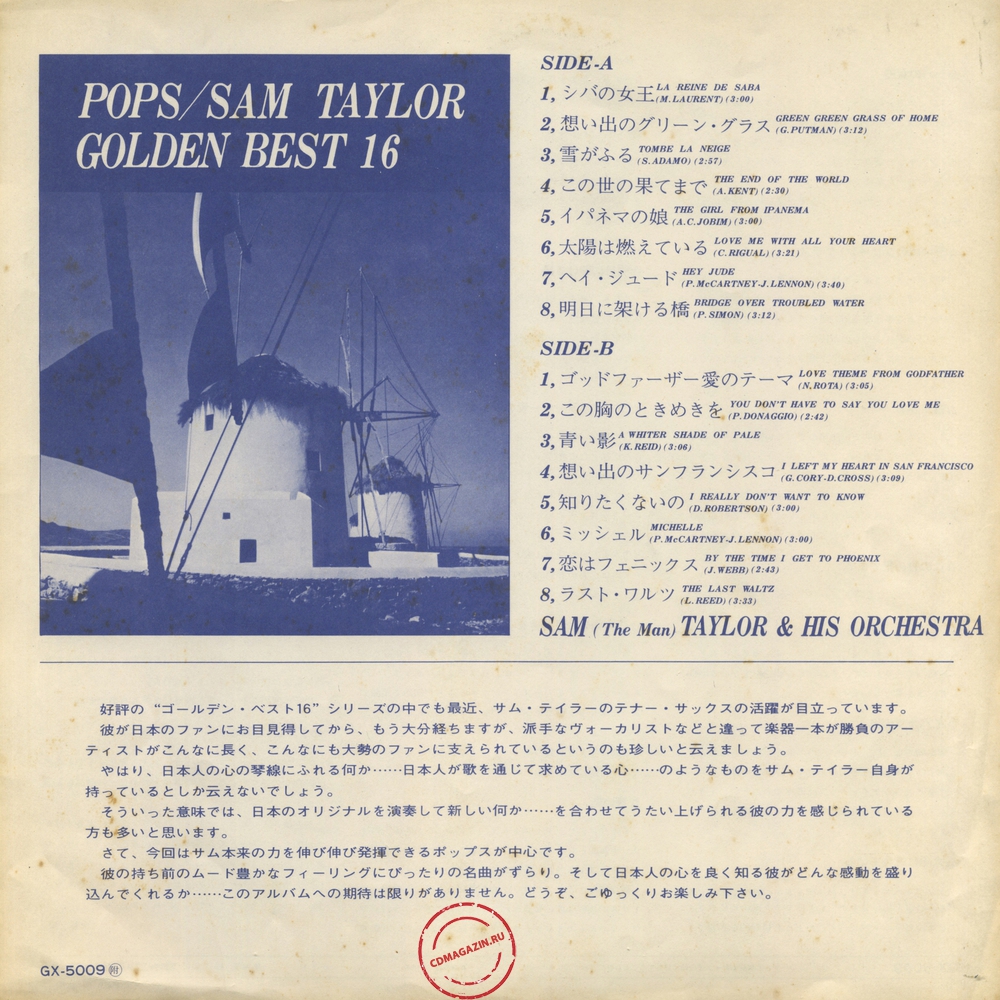 POPS/SAM TAYLOR
GOLDEN BEST 16
SIDE-A
1, シバの女王 LA REINE DE SABA (M.LAURENT) (3:00)
2, 想い出のグリーン・グラス GREEN GREEN GRASS OF HOME (G.PUTMAN) (3:12)
3, 雪がふる TOMBE LA NEIGE (S.ADAMO) (2:57)
4, この世の果てまで THE END OF THE WORLD (A.KENT) (2:30)
5, イパネマの娘 THE GIRL FROM IPANEMA (A.C.JOBIM) (3:00)
6, 太陽は燃えている LOVE ME WITH ALL YOUR HEART (C.RIGUAL) (3:21)
7, ヘイ・ジュード HEY JUDE (P.McCARTNEY-J.LENNON) (3:40)
8, 明日に架ける橋 BRIDGE OVER TROUBLED WATER (P.SIMON) (3:12)
SIDE-B
1, ゴッドファーザー愛のテーマ LOVE THEME FROM GODFATHER (N,ROTA) (3:05)
2, この胸のときめきを YOU DON'T HAVE TO SAY YOU LOVE ME (P.DONAGGIO) (2:42)
3, 青い影 A WHITER SHADE OF PALE (K.REID) (3:06)
4, 想い出のサンフランシスコ I LEFT MY HEART IN SAN FRANCISCO (G.CORY-D.CROSS) (3:09)
5, 知りたくないの I REALLY DON'T WANT TO KNOW (D.ROBERTSON) (3:00)
6, ミッシェル MICHELLE (P.McCARTNEY-J.LENNON) (3:00)
7, 恋はフェニックス BY THE TIME I GET TO PHOENIX (J.WEBB) (2:43)
8, ラスト・ワルツ THE LAST WALTZ (L.REED) (3:33)
SAM (The Man) TAYLOR & HIS ORCHESTRA
好評の“ゴールデン・ベスト16”シリーズの中でも最近、サム・テイラーのテナー・サックスの活躍が目立っています。
彼が日本のファンにお目見得してから、もう大分経ちますが、派手なヴォーカリストなどと違って楽器一本が勝負のアー
ティストがこんなに長く、こんなにも大勢のファンに支えられているというのも珍しいと云えましょう。
やはり、日本人の心の琴線にふれる何か……日本人が歌を通じて求めている心……のようなものをサム・テイラー自身が
持っているとしか云えないでしょう。
そういった意味では、日本のオリジナルを演奏して新しい何か……を合わせてうたい上げられる彼の力を感じられている
方も多いと思います。
さて、今回はサム本来の力を伸び伸び発揮できるポップスが中心です。
彼の持ち前のムード豊かなフィーリングにぴったりの名曲がずらり。そして日本人の心を良く知る彼がどんな感動を盛り
込んでくれるか……このアルバムへの期待は限りがありません。どうぞ、ごゆっくりお楽しみ下さい。
CDMAGAZIN.RU
GX-5009 ㈵